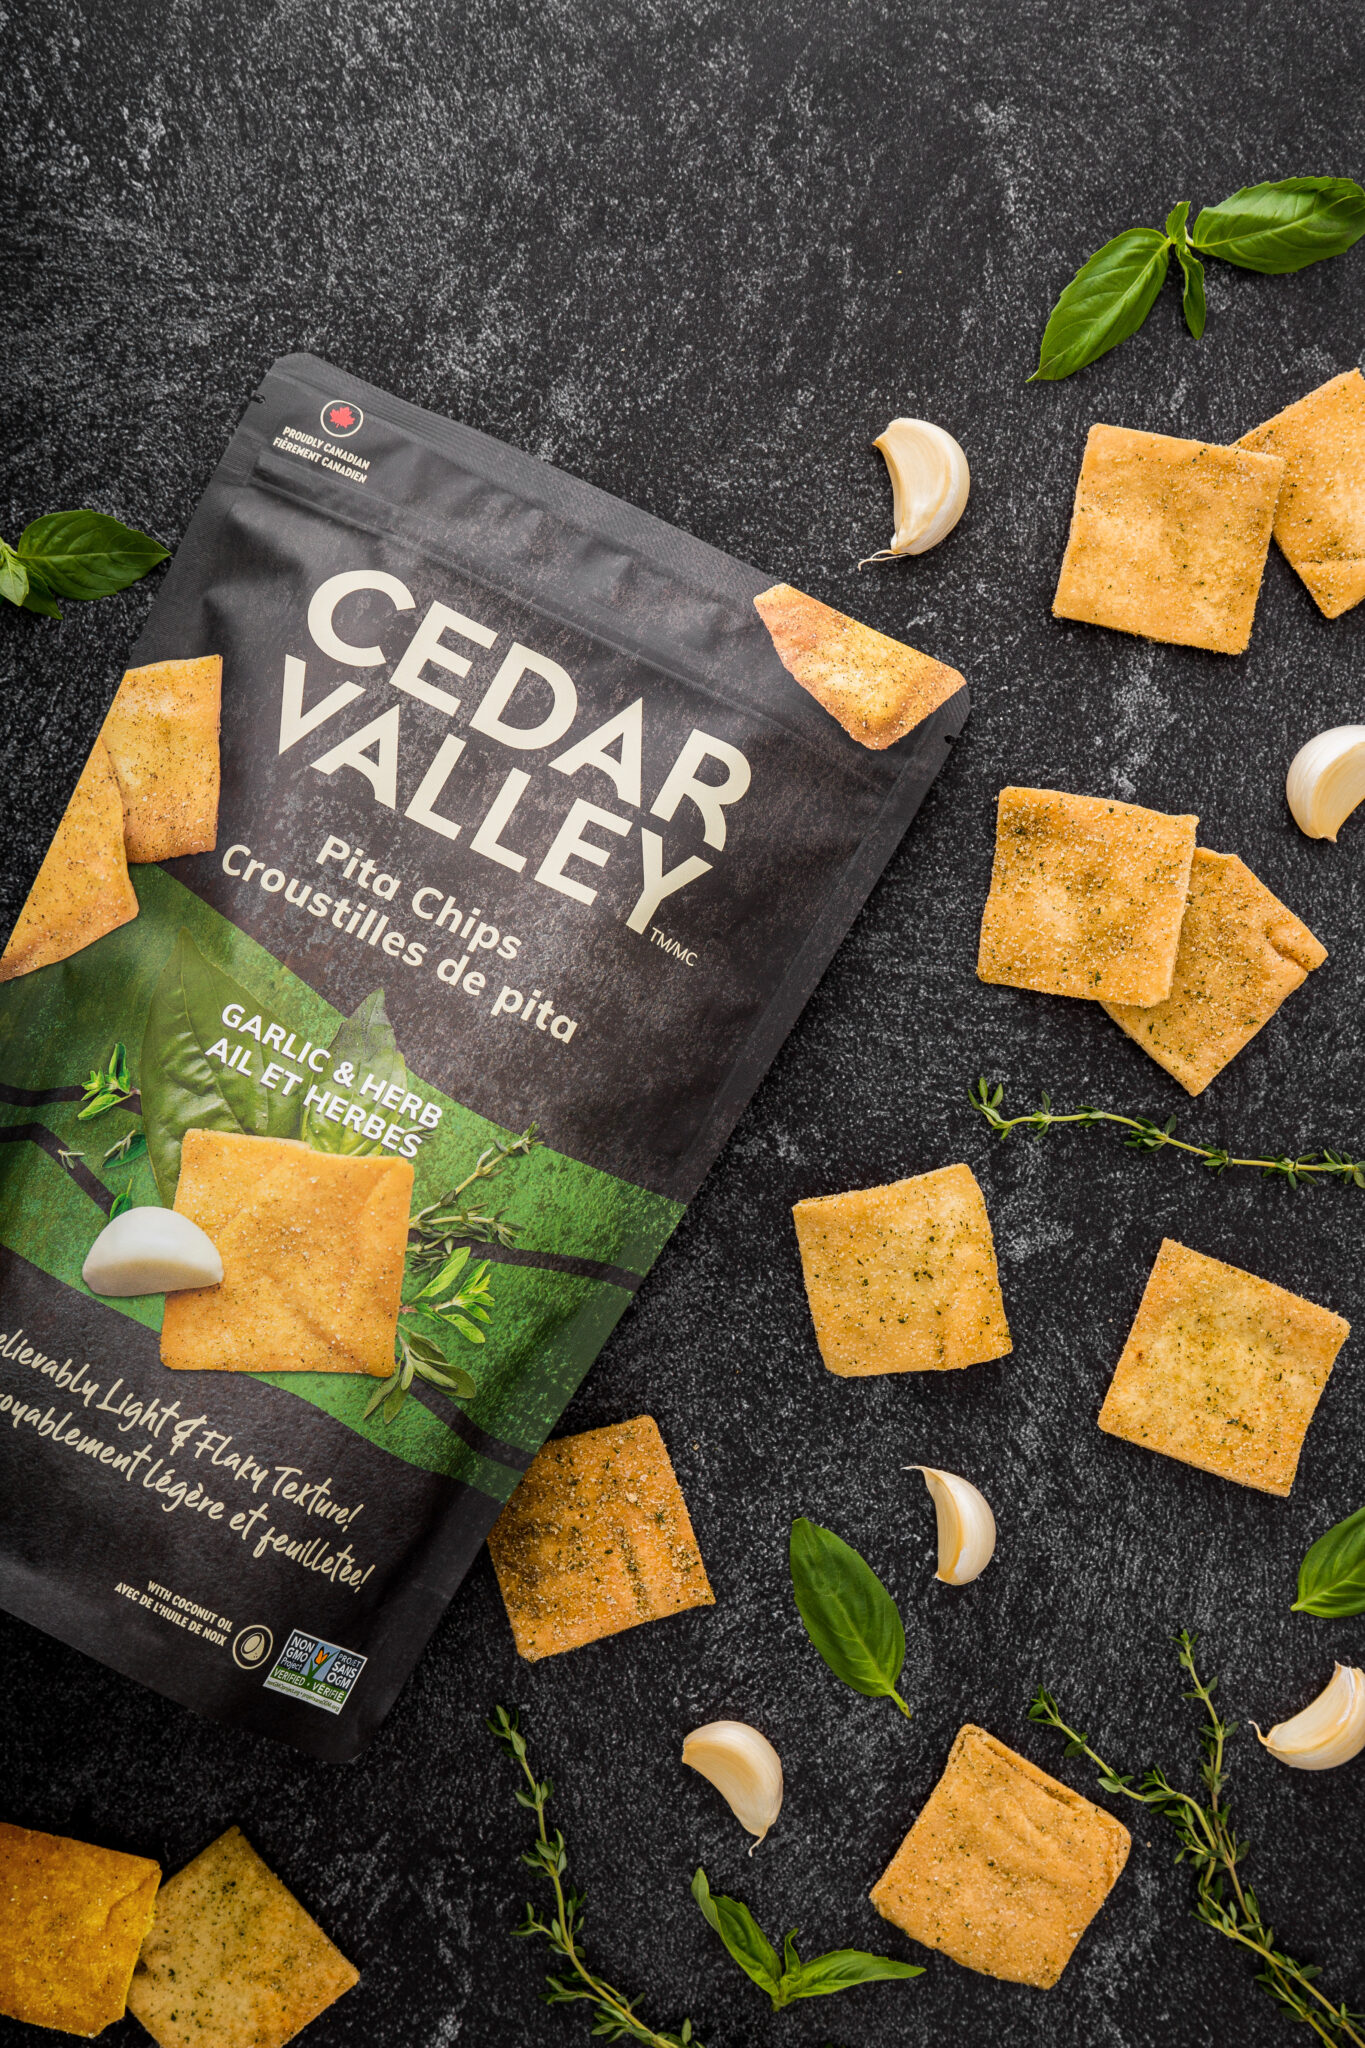 PROUDLY CANADIAN
FIÈREMENT CANADIEN
CEDAR
VALLEY
TM/MC
Pita Chips
Croustilles de pita
GARLIC & HERB
AIL ET HERBES
elievably Light & Flaky Texture!
royablement légère et feuilletée!
WITH COCONUT OIL
AVEC DE L'HUILE DE NOIX
NON
GMO
Project
PROJET
SANS
OGM
VERIFIED • VÉRIFIÉ